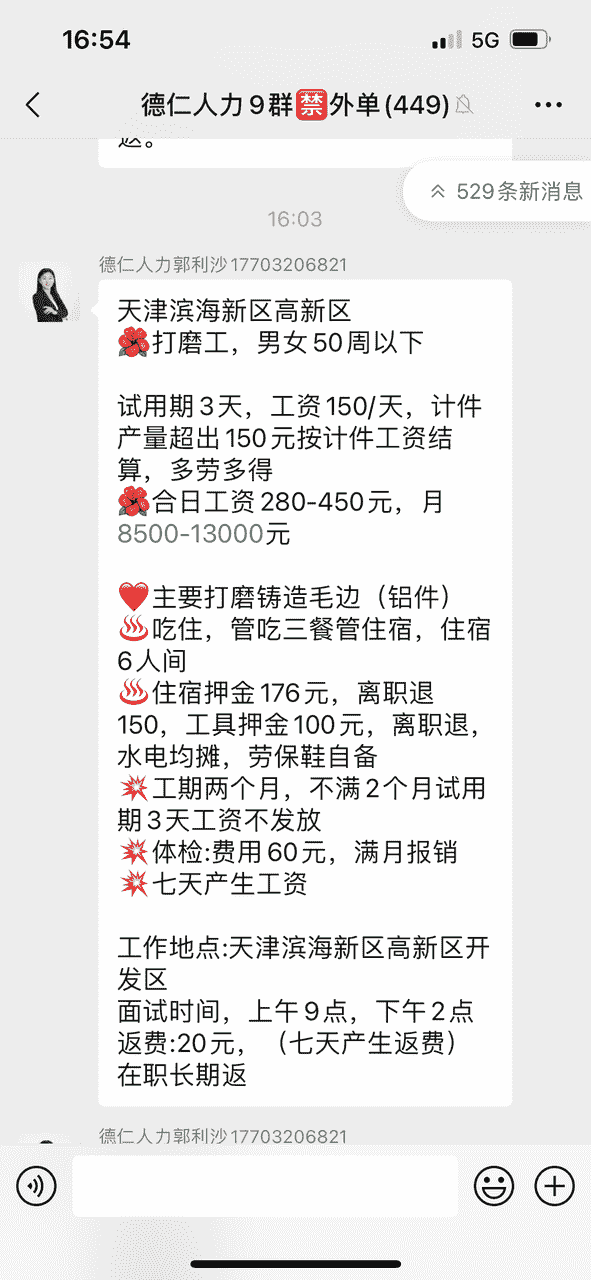 16:54
5G
德仁人力9群🈲外单(449)
529条新消息
16:03
德仁人力郭利沙17703206821
天津滨海新区高新区
🌺打磨工，男女50周以下
试用期3天，工资150/天，计件
产量超出150元按计件工资结
算，多劳多得
🌺合日工资280-450元，月
8500-13000元
❤️主要打磨铸造毛边（铝件）
♨️吃住，管吃三餐管住宿，住宿
6人间
♨️住宿押金176元，离职退
150，工具押金100元，离职退，
水电均摊，劳保鞋自备
💥工期两个月，不满2个月试用
期3天工资不发放
💥体检:费用60元，满月报销
💥七天产生工资
工作地点:天津滨海新区高新区开
发区
面试时间，上午9点，下午2点
返费:20元，（七天产生返费）
在职长期返
德仁人力郭利沙17703206821